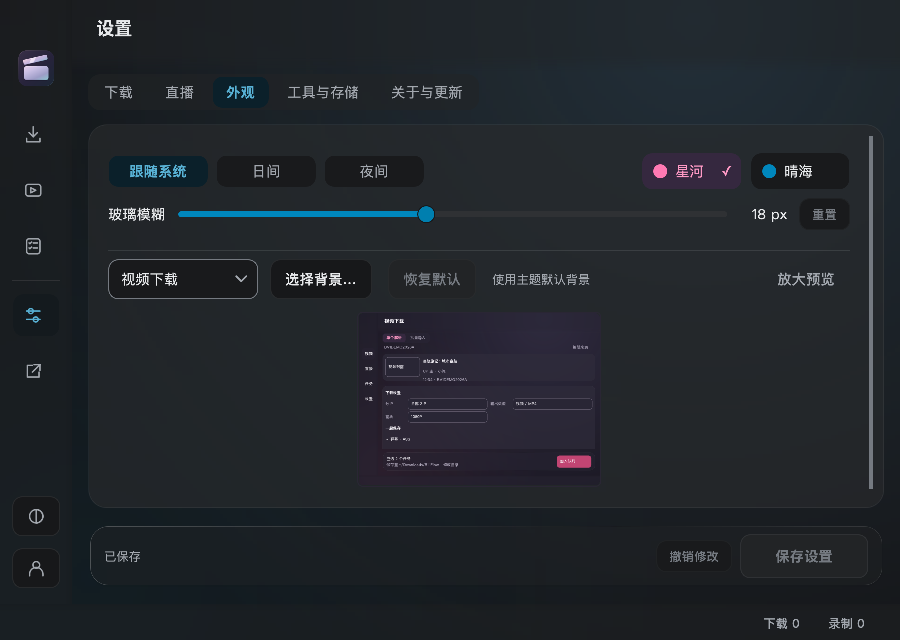 设置
下载 直播 外观 工具与存储 关于与更新
跟随系统 日间 夜间 星河 ✓ 晴海
玻璃模糊 18 px 重置
视频下载 选择背景... 恢复默认 使用主题默认背景 放大预览
视频下载
已保存 撤销修改 保存设置
下载 0 录制 0